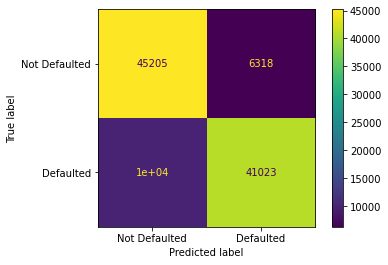 45000
Not Defaulted 45205 6318
40000
35000
30000
True label
25000
20000
Defaulted 1e+04 41023
15000
10000
Not Defaulted Defaulted
Predicted label